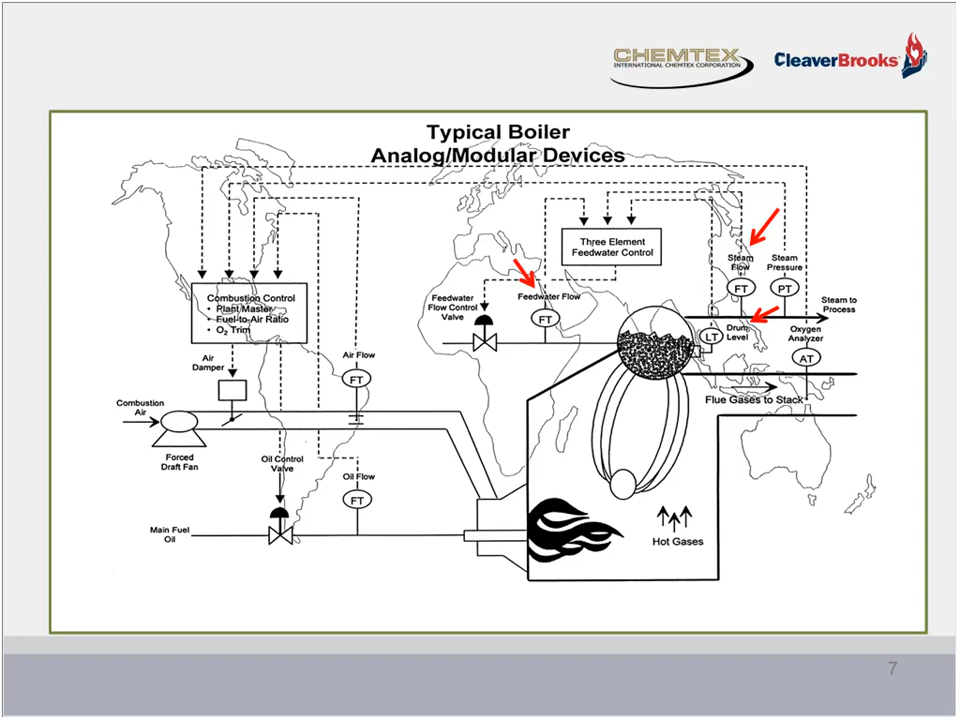 CHEMTEX
INTERNATIONAL CHEMTEX CORPORATION
CleaverBrooks
Typical Boiler
Analog/Modular Devices
Three Element
Feedwater Control
Steam
Flow
Steam
Pressure
FT
PT
Steam to
Process
Feedwater
Flow Control
Valve
Feedwater Flow
FT
LT
Drum
Level
Oxygen
Analyzer
AT
Flue Gases to Stack
Combustion Control
• Plant Master
• Fuel-to-Air Ratio
• O2 Trim
Air
Damper
Air Flow
FT
Combustion
Air
Forced
Draft Fan
Oil Control
Valve
Oil Flow
FT
Main Fuel
Oil
Hot Gases
7